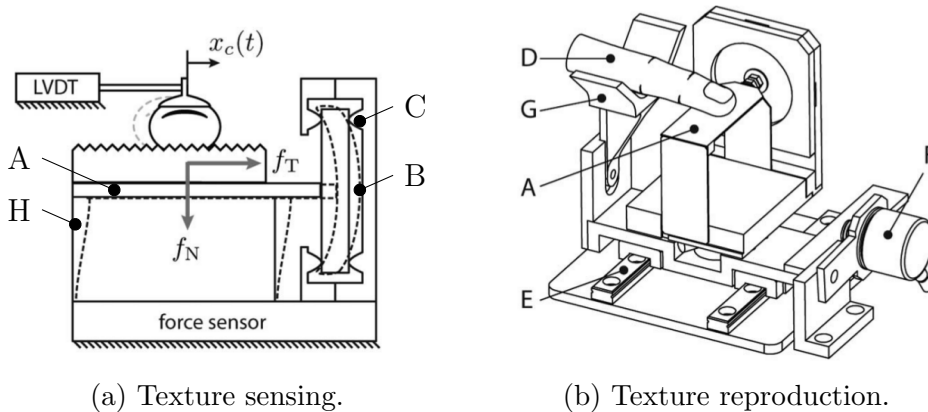 x_c(t)
LVDT
C
A
f_T
B
H
f_N
force sensor
(a) Texture sensing.
D
G
A
F
E
(b) Texture reproduction.